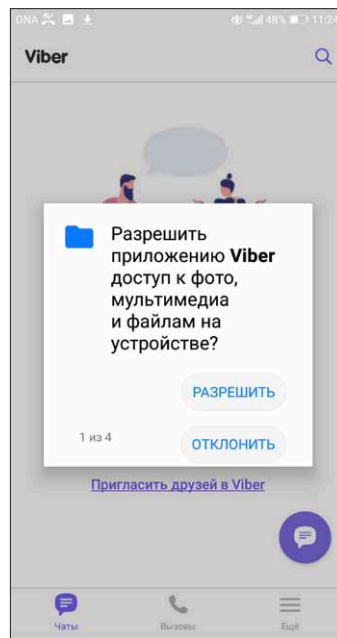 DNA 48% 11:24
Viber
Разрешить
приложению Viber
доступ к фото,
мультимедиа
и файлам на
устройстве?
РАЗРЕШИТЬ
1 из 4
ОТКЛОНИТЬ
Пригласить друзей в Viber
Чаты Вызовы Ещё